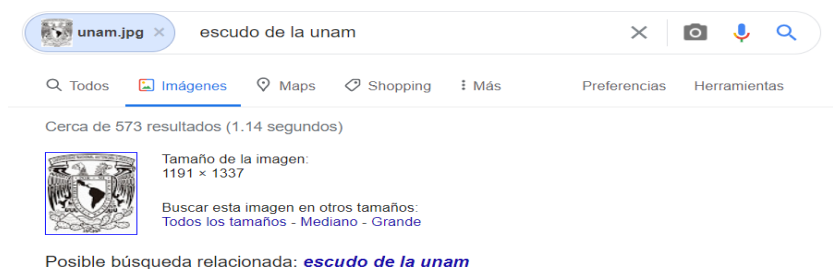 unam.jpg × escudo de la unam
Todos Imágenes Maps Shopping Más Preferencias Herramientas
Cerca de 573 resultados (1.14 segundos)
Tamaño de la imagen:
1191 × 1337
Buscar esta imagen en otros tamaños:
Todos los tamaños - Mediano - Grande
Posible búsqueda relacionada: escudo de la unam